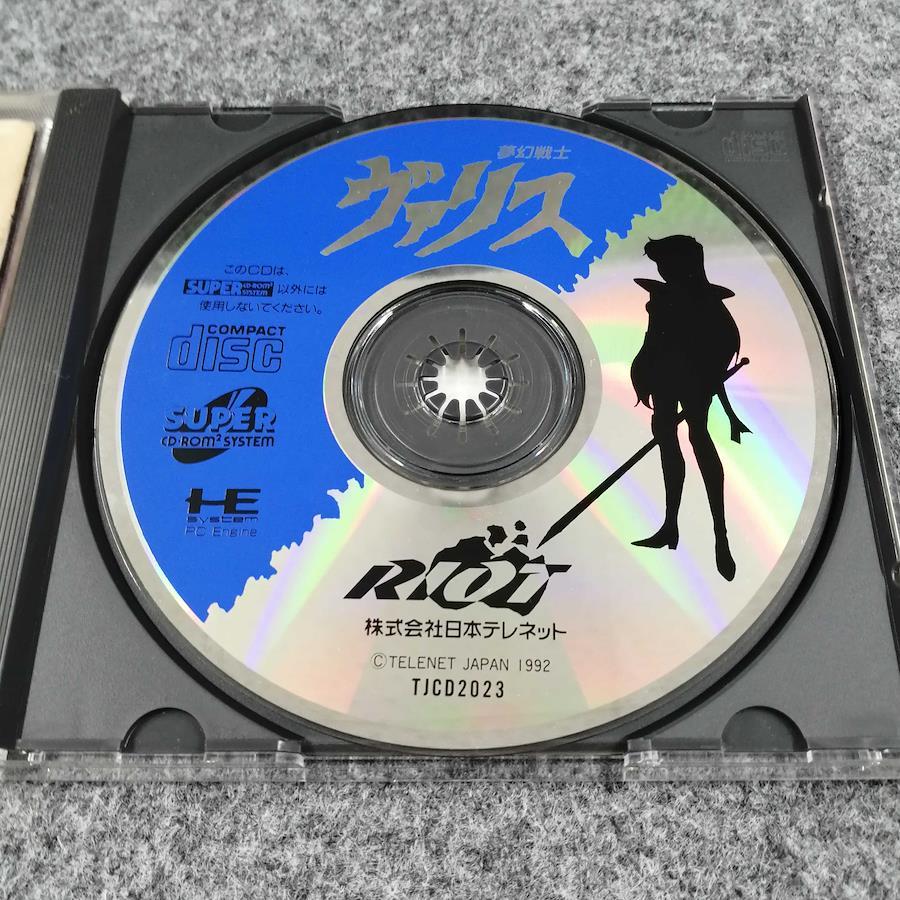 夢幻戦士
ヴァリス
このCDは、
SUPER CD-ROM² SYSTEM 以外には
使用しないでください。
COMPACT
disc
SUPER
CD-ROM² SYSTEM
HE
system
PC Engine
RIOT
株式会社日本テレネット
©TELENET JAPAN 1992
TJCD2023
disc